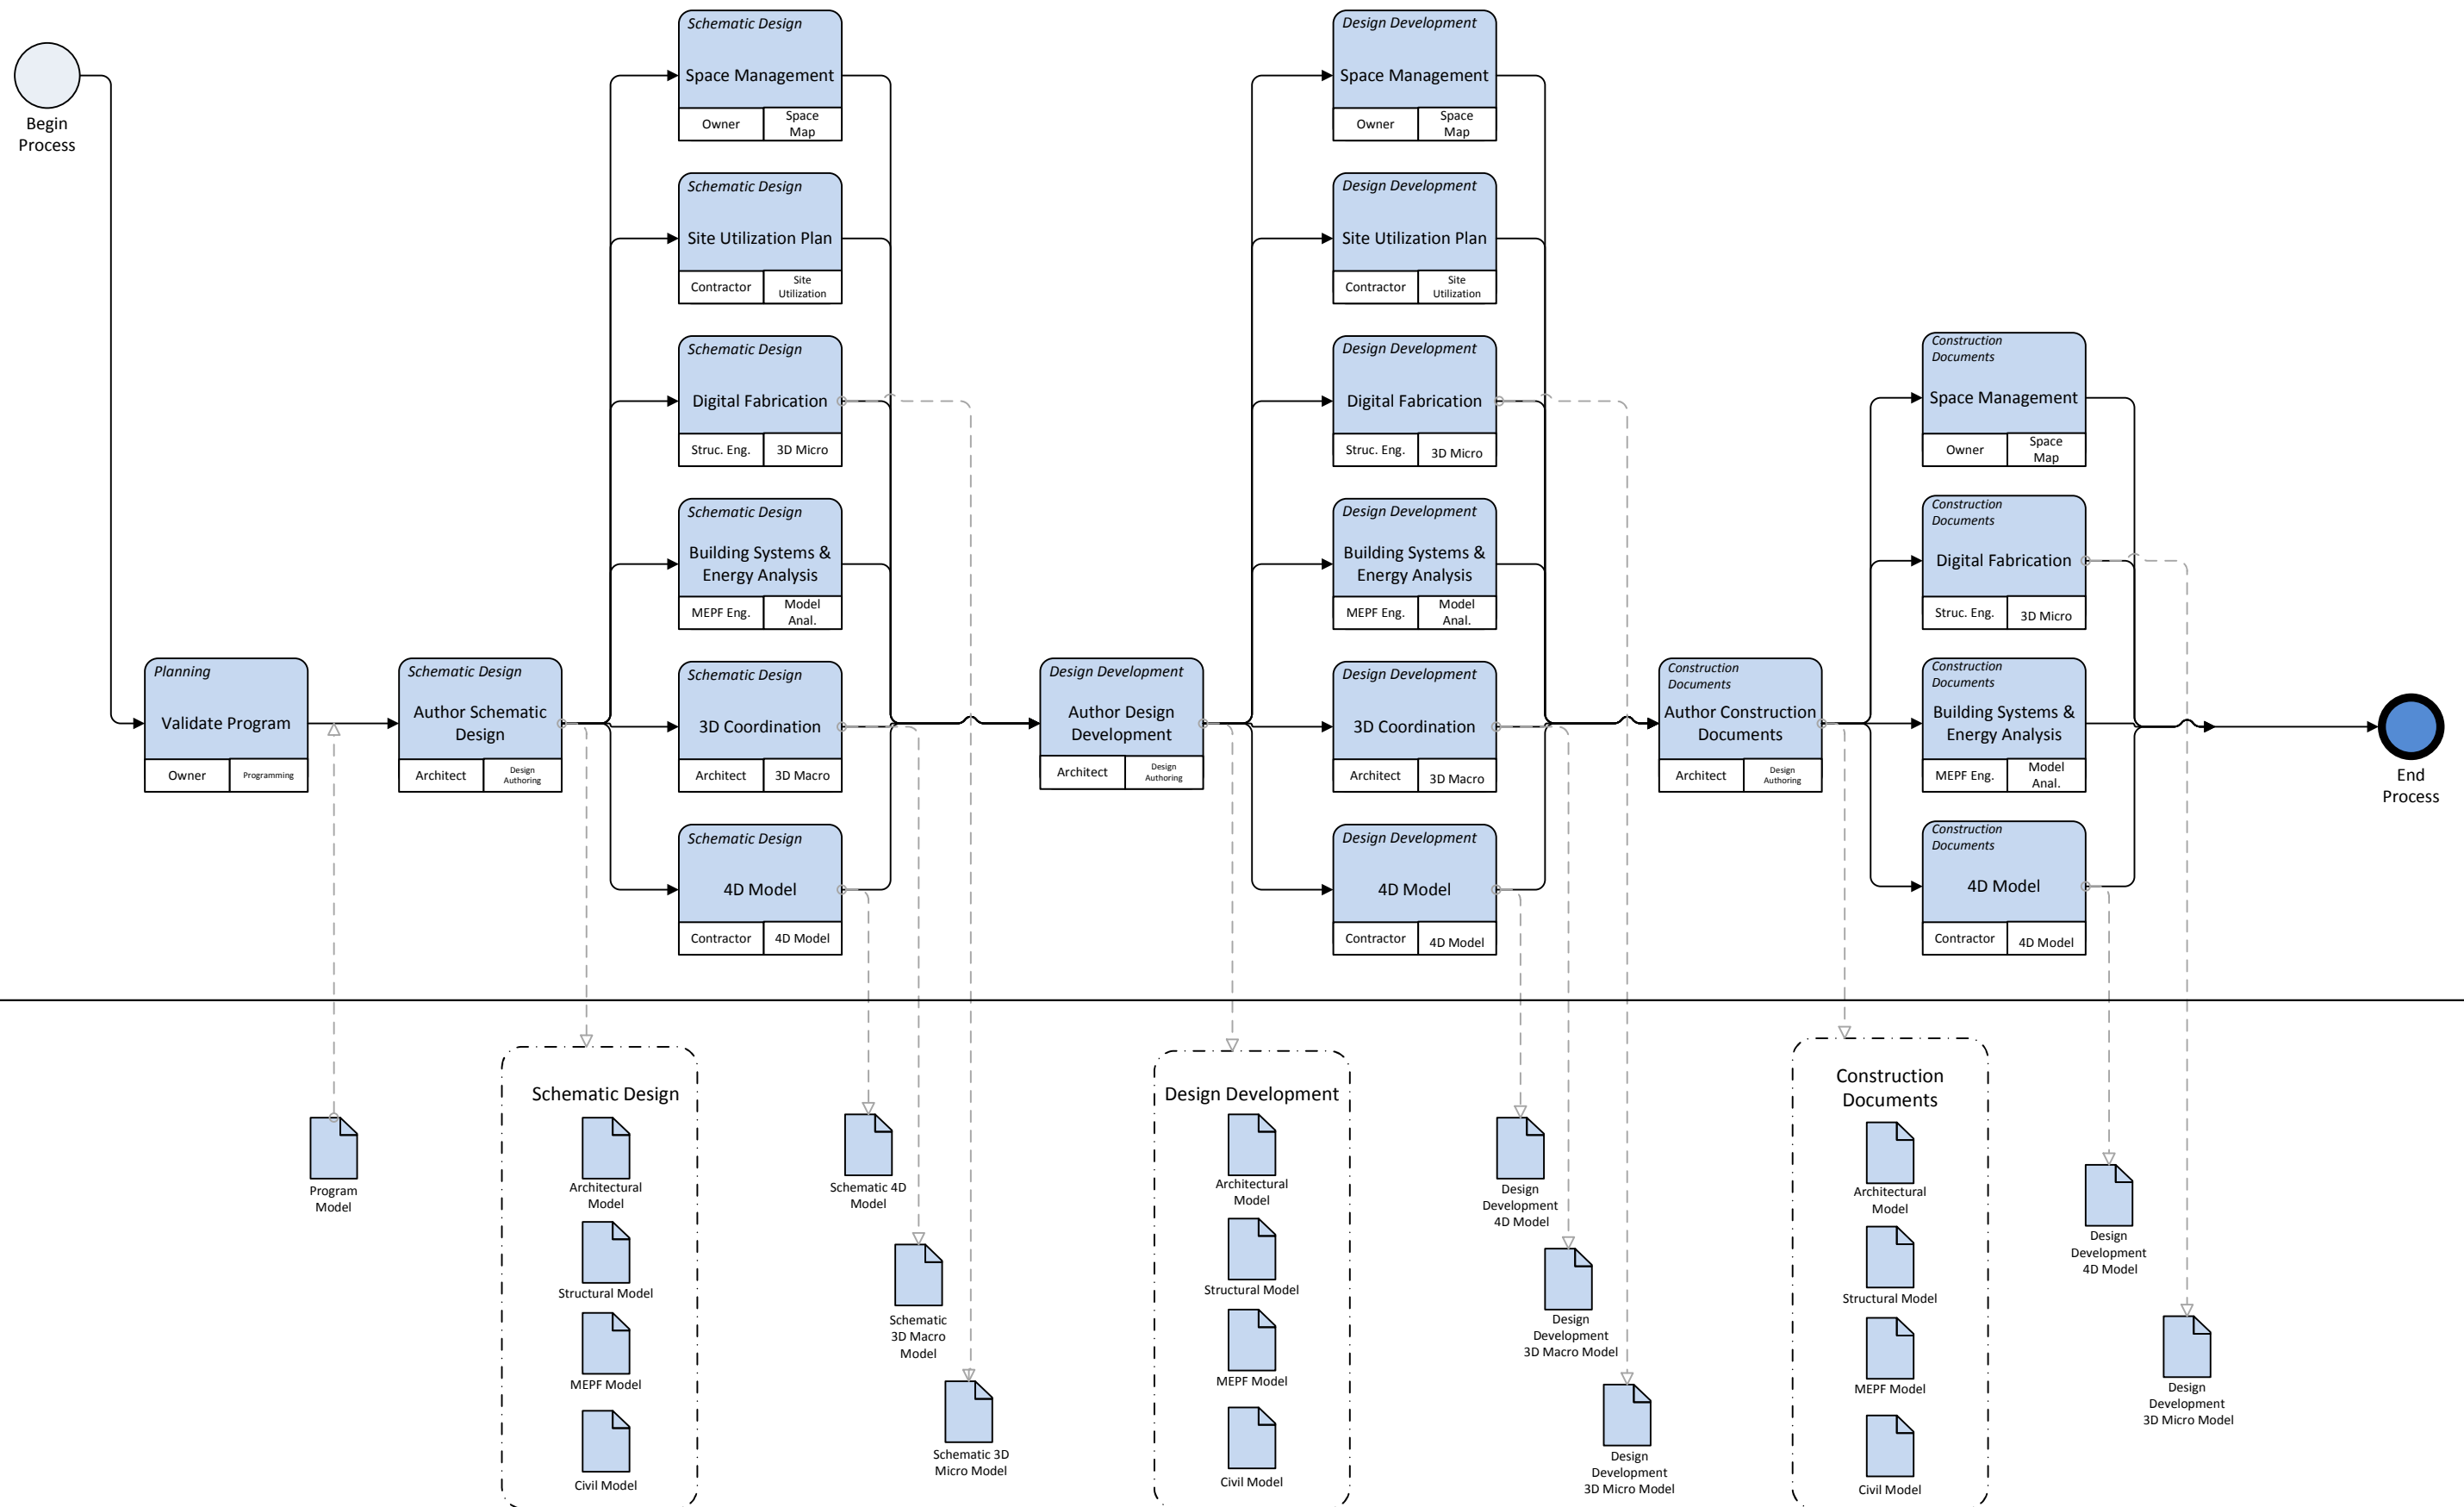 Begin
Process
Planning
Validate Program
Owner
Programming
Schematic Design
Author Schematic
Design
Architect
Design
Authoring
Schematic Design
Space Management
Owner
Space
Map
Schematic Design
Site Utilization Plan
Contractor
Site
Utilization
Schematic Design
Digital Fabrication
Struc. Eng.
3D Micro
Schematic Design
Building Systems &
Energy Analysis
MEPF Eng.
Model
Anal.
Schematic Design
3D Coordination
Architect
3D Macro
Schematic Design
4D Model
Contractor
4D Model
Design Development
Author Design
Development
Architect
Design
Authoring
Design Development
Space Management
Owner
Space
Map
Design Development
Site Utilization Plan
Contractor
Site
Utilization
Design Development
Digital Fabrication
Struc. Eng.
3D Micro
Design Development
Building Systems &
Energy Analysis
MEPF Eng.
Model
Anal.
Design Development
3D Coordination
Architect
3D Macro
Design Development
4D Model
Contractor
4D Model
Construction
Documents
Author Construction
Documents
Architect
Design
Authoring
Construction
Documents
Space Management
Owner
Space
Map
Construction
Documents
Digital Fabrication
Struc. Eng.
3D Micro
Construction
Documents
Building Systems &
Energy Analysis
MEPF Eng.
Model
Anal.
Construction
Documents
4D Model
Contractor
4D Model
End
Process
Program
Model
Schematic Design
Architectural
Model
Structural Model
MEPF Model
Civil Model
Schematic 4D
Model
Schematic
3D Macro
Model
Schematic 3D
Micro Model
Design Development
Architectural
Model
Structural Model
MEPF Model
Civil Model
Design
Development
4D Model
Design
Development
3D Macro Model
Design
Development
3D Micro Model
Construction
Documents
Architectural
Model
Structural Model
MEPF Model
Civil Model
Design
Development
4D Model
Design
Development
3D Micro Model